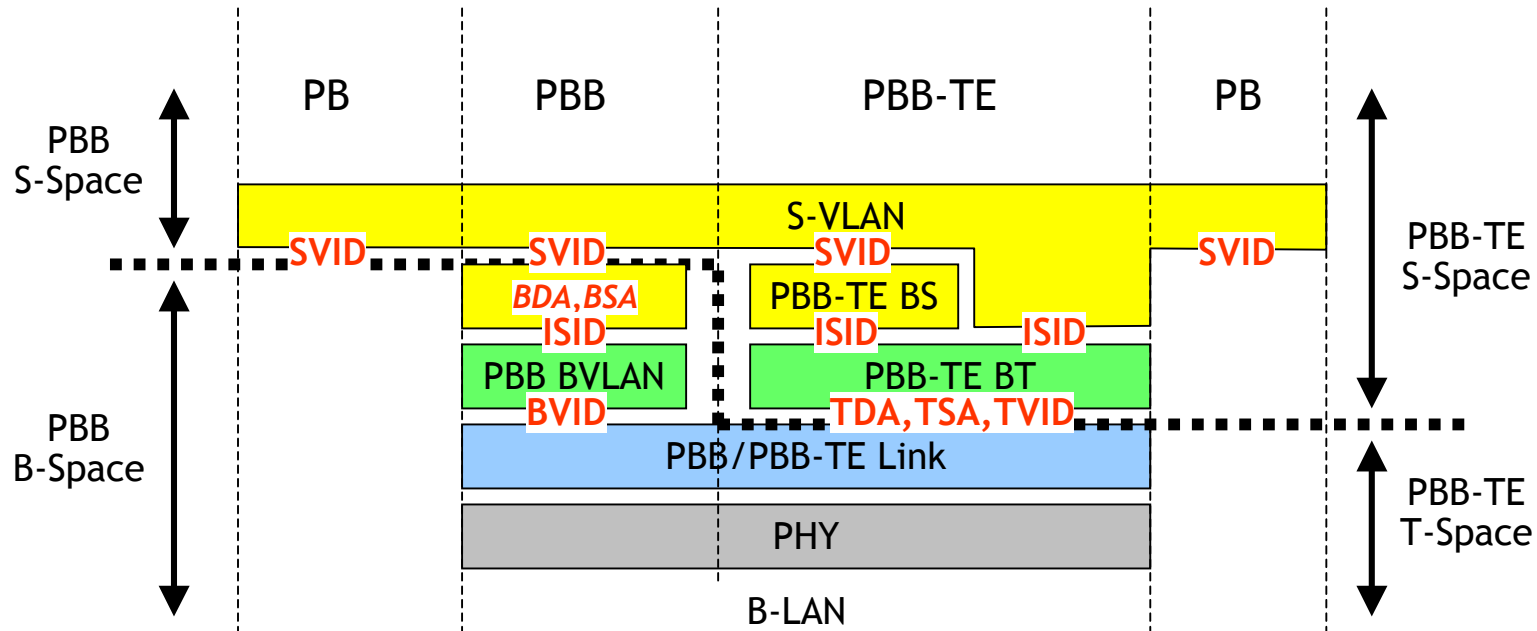 PB
PBB
PBB-TE
PB
PBB
S-Space
S-VLAN
SVID
SVID
SVID
SVID
PBB-TE
S-Space
BDA,BSA
PBB-TE BS
ISID
ISID
ISID
PBB BVLAN
PBB-TE BT
BVID
TDA,TSA,TVID
PBB
B-Space
PBB/PBB-TE Link
PBB-TE
T-Space
PHY
B-LAN